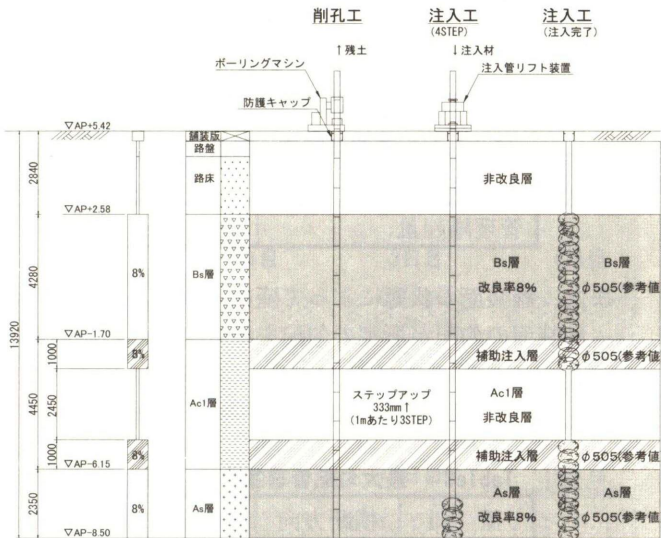 削孔工
注入工
(4STEP)
注入工
(注入完了)
↑残土
↓注入材
ボーリングマシン
注入管リフト装置
防護キャップ
▽AP+5.42
舗装版
路盤
路床
非改良層
2840
▽AP+2.58
8%
Bs層
Bs層
改良率8%
Bs層
φ505(参考値)
4280
13920
▽AP-1.70
1000
8%
補助注入層
φ505(参考値)
4450
2450
Ac1層
ステップアップ
333mm↑
(1mあたり3STEP)
Ac1層
非改良層
1000
8%
補助注入層
φ505(参考値)
▽AP-6.15
2350
8%
As層
As層
改良率8%
As層
φ505(参考値)
▽AP-8.50